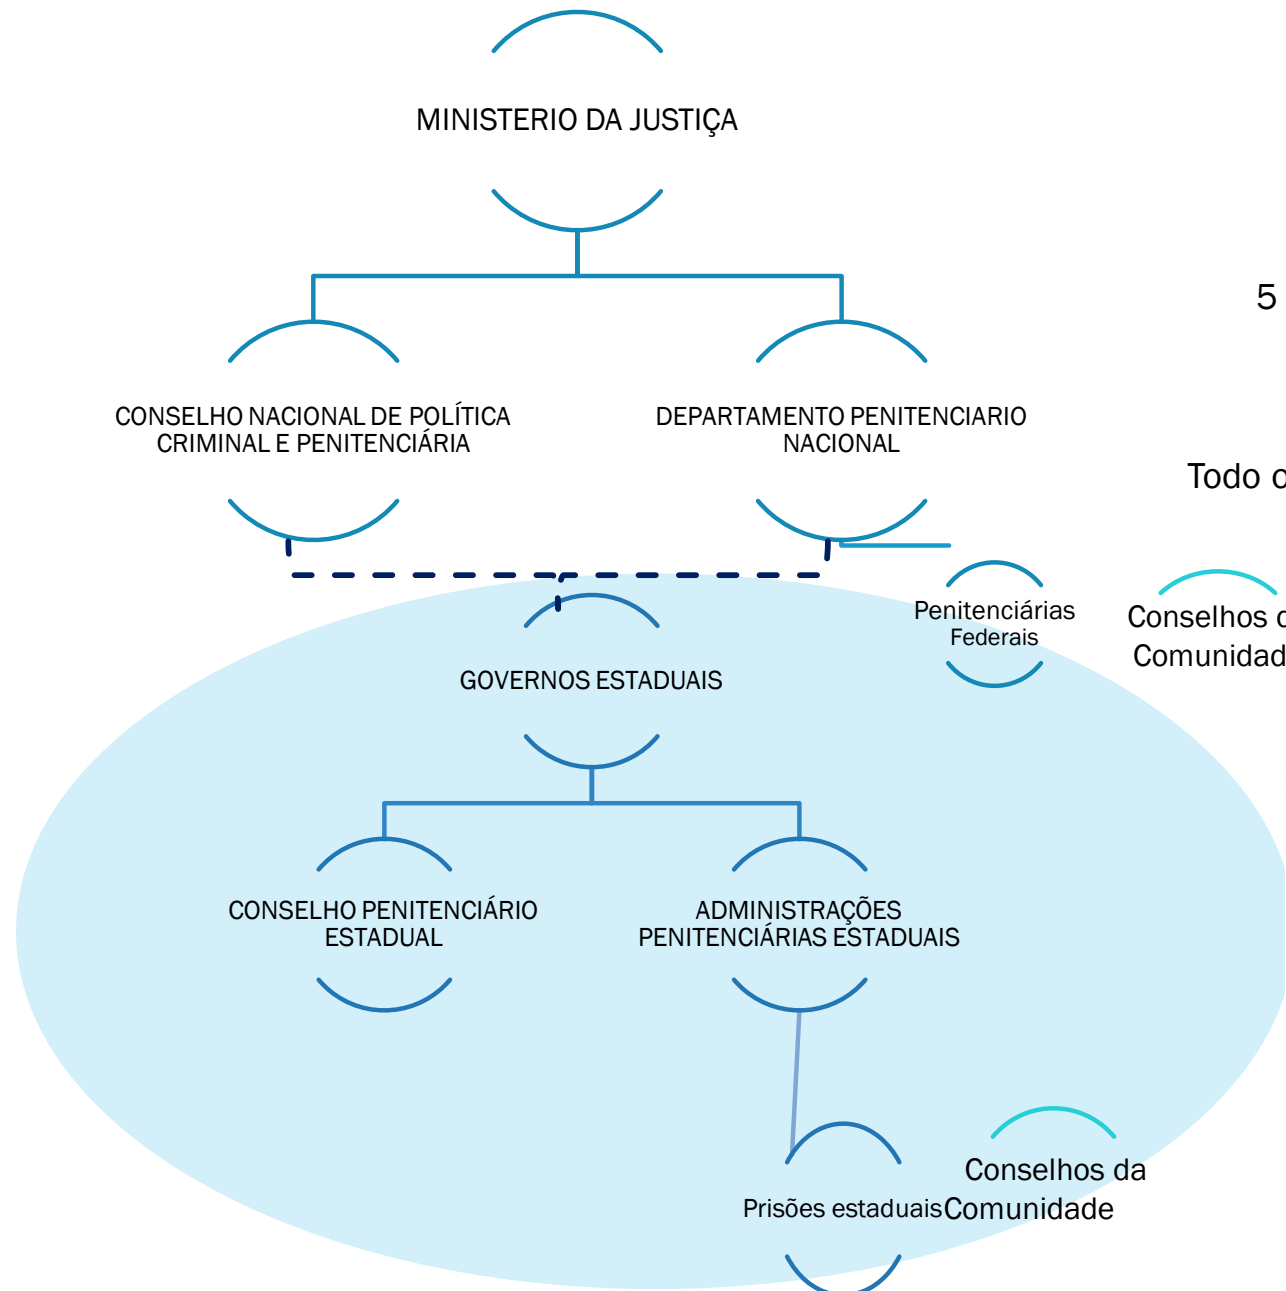 MINISTERIO DA JUSTIÇA
5
CONSELHO NACIONAL DE POLÍTICA
CRIMINAL E PENITENCIÁRIA
DEPARTAMENTO PENITENCIARIO
NACIONAL
Todo o
Penitenciárias
Federais
Conselhos d
Comunidad
GOVERNOS ESTADUAIS
CONSELHO PENITENCIÁRIO
ESTADUAL
ADMINISTRAÇÕES
PENITENCIÁRIAS ESTADUAIS
Prisões estaduais
Conselhos da
Comunidade